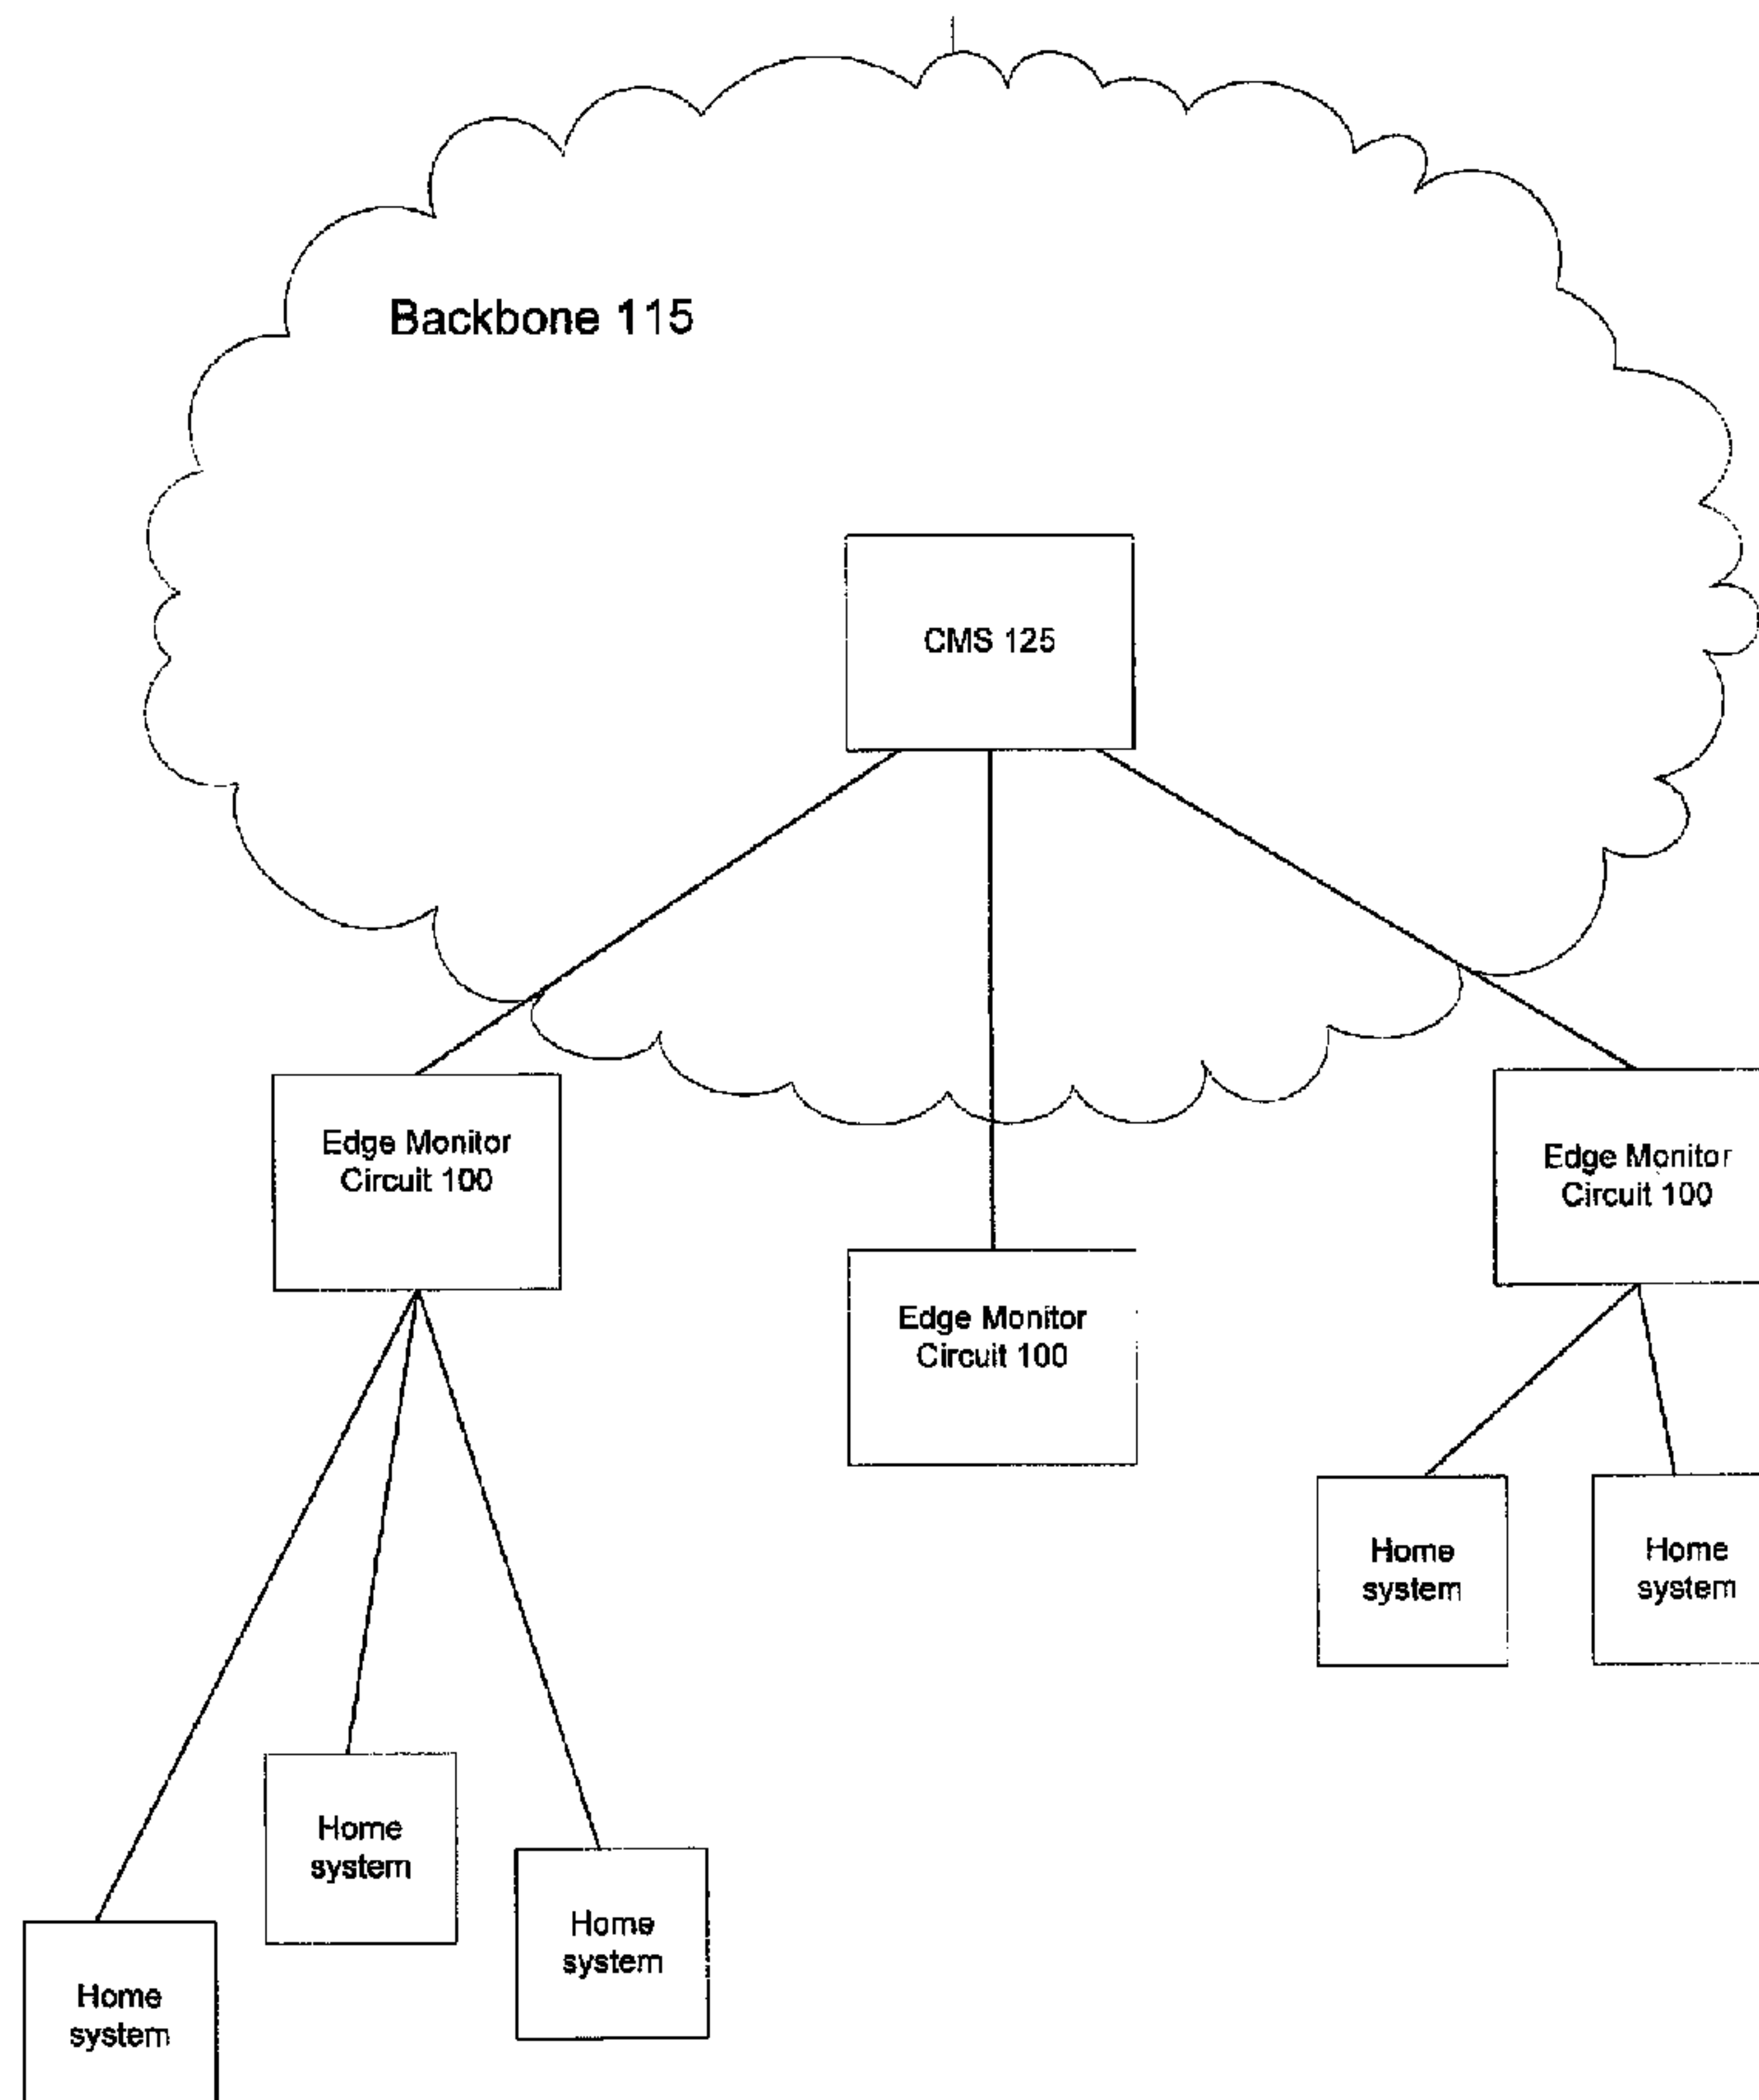 Backbone 115
CMS 125
Edge Monitor
Circuit 100
Edge Monitor
Circuit 100
Edge Monitor
Circuit 100
Home
system
Home
system
Home
system
Home
system
Home
system